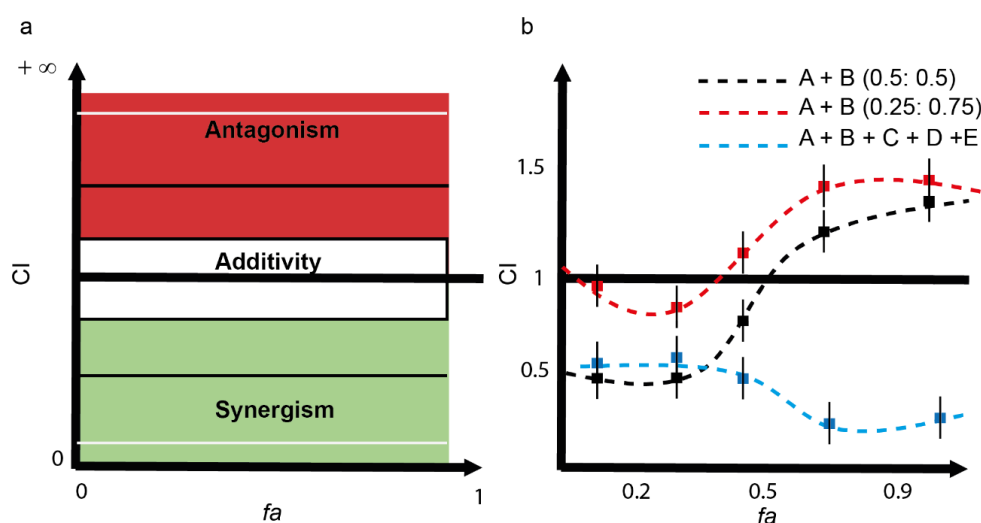 a
+ ∞
Antagonism
Additivity
CI
Synergism
0
0
1
fa
b
A + B (0.5: 0.5)
A + B (0.25: 0.75)
A + B + C + D +E
1.5
CI
1
0.5
0.2
0.5
0.9
fa